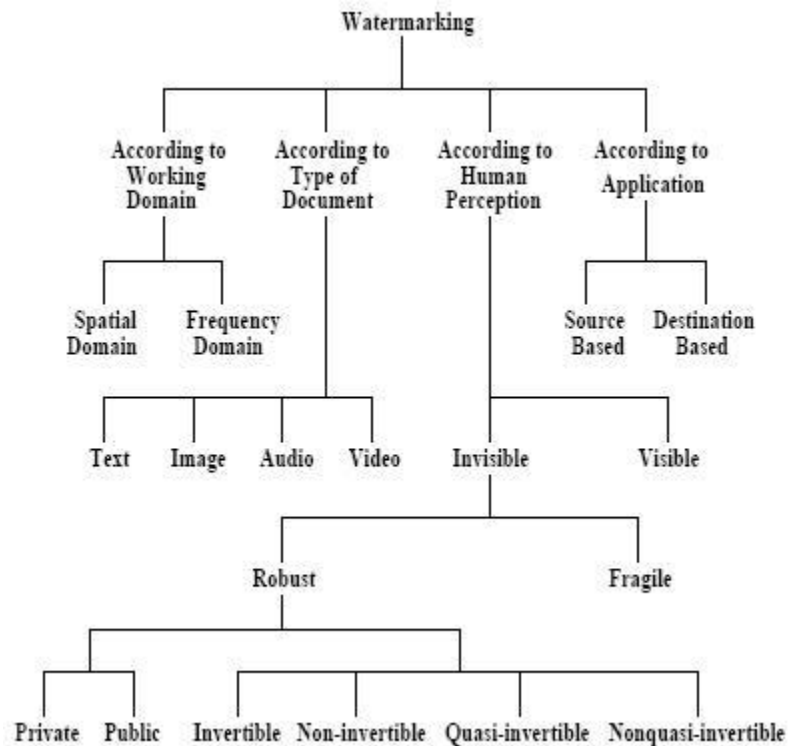 Watermarking
According to
Working
Domain
According to
Type of
Document
According to
Human
Perception
According to
Application
Spatial
Domain
Frequency
Domain
Source
Based
Destination
Based
Text
Image
Audio
Video
Invisible
Visible
Robust
Fragile
Private
Public
Invertible
Non-invertible
Quasi-invertible
Nonquasi-invertible